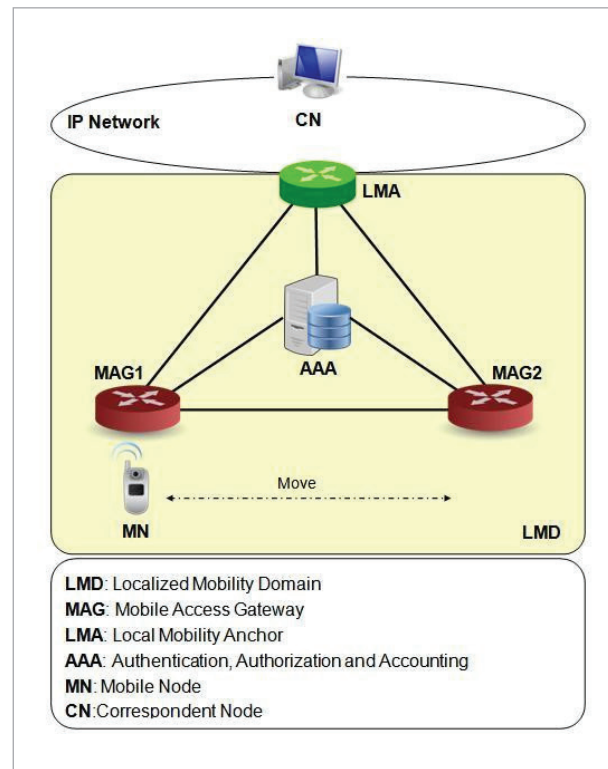 CN
IP Network
LMA
AAA
MAG1
MAG2
Move
MN
LMD
LMD: Localized Mobility Domain
MAG: Mobile Access Gateway
LMA: Local Mobility Anchor
AAA: Authentication, Authorization and Accounting
MN: Mobile Node
CN:Correspondent Node